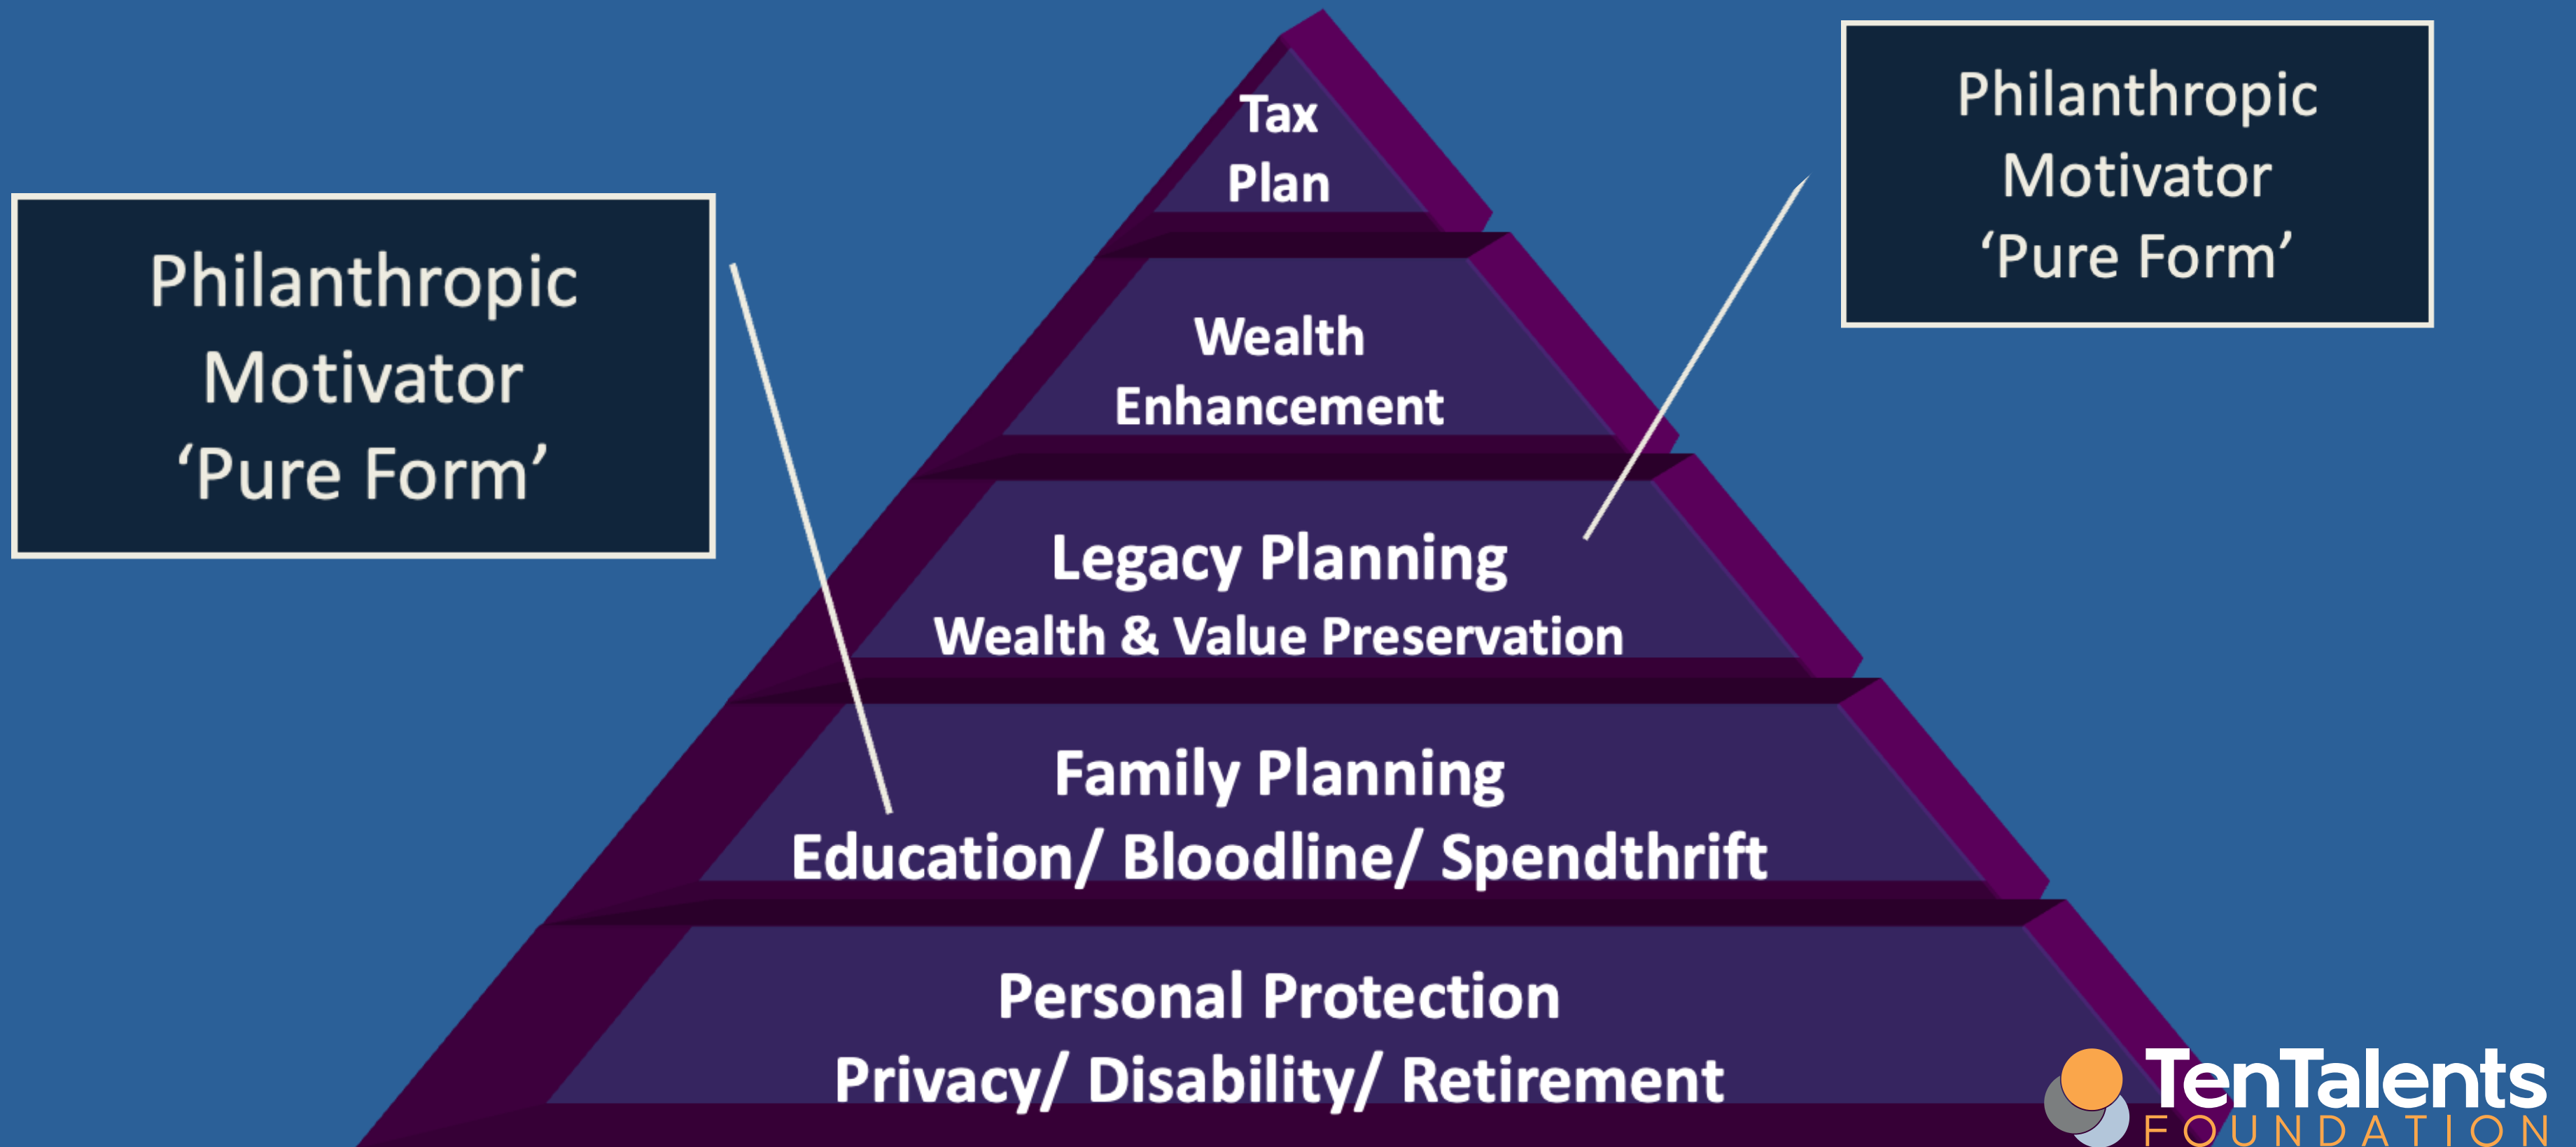 Tax
Plan
Philanthropic
Motivator
‘Pure Form’
Philanthropic
Motivator
‘Pure Form’
Wealth
Enhancement
Legacy Planning
Wealth & Value Preservation
Family Planning
Education/ Bloodline/ Spendthrift
Personal Protection
Privacy/ Disability/ Retirement
TenTalents
FOUNDATION